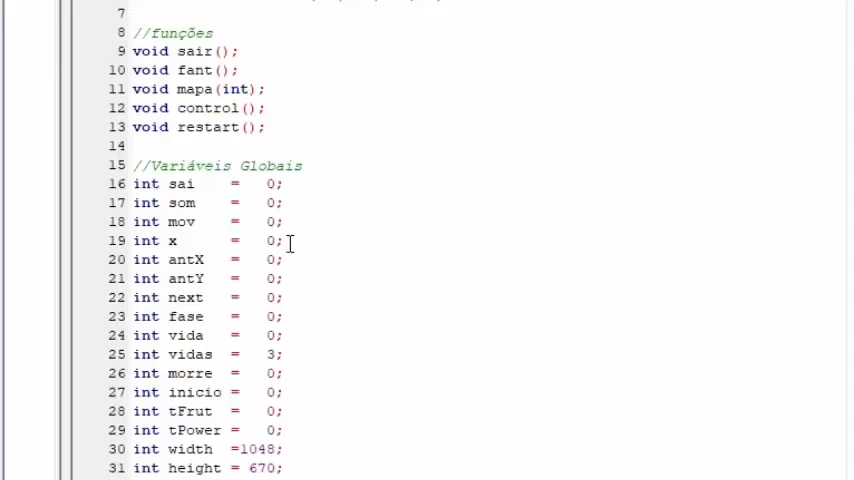 7
8 //funções
9 void sair();
10 void fant();
11 void mapa(int);
12 void control();
13 void restart();
14
15 //Variáveis Globais
16 int sai    =   0;
17 int som    =   0;
18 int mov    =   0;
19 int x      =   0;
20 int antX   =   0;
21 int antY   =   0;
22 int next   =   0;
23 int fase   =   0;
24 int vida   =   0;
25 int vidas  =   3;
26 int morre  =   0;
27 int inicio =   0;
28 int tFrut  =   0;
29 int tPower =   0;
30 int width  =1048;
31 int height = 670;